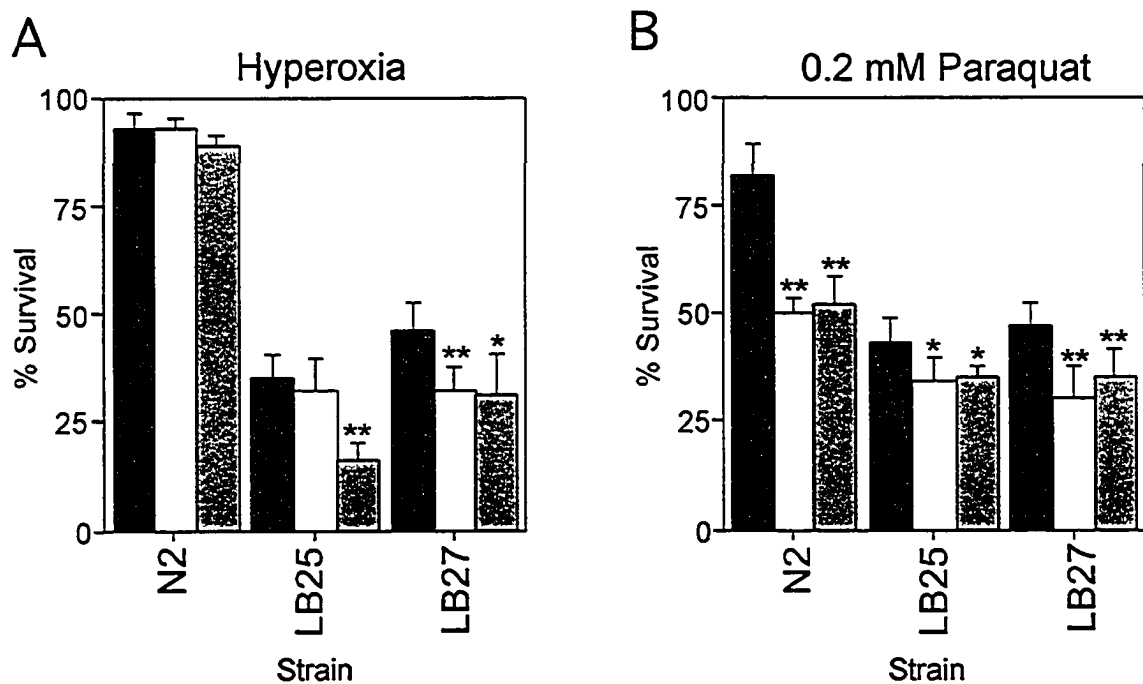 A
Hyperoxia
% Survival
100
75
50
25
0
**
**
*
N2
LB25
LB27
Strain
B
0.2 mM Paraquat
% Survival
100
75
50
25
0
**
**
*
*
**
**
N2
LB25
LB27
Strain